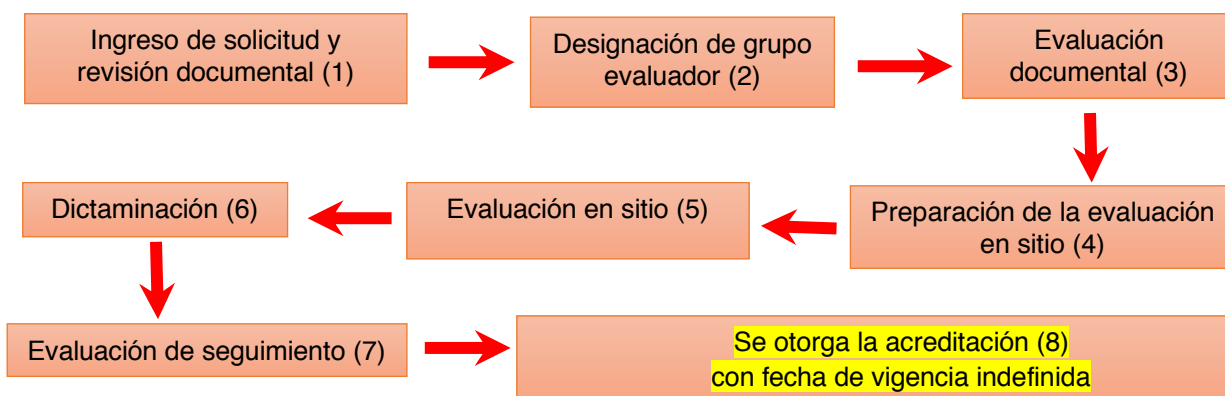 Ingreso de solicitud y
revisión documental (1)
Designación de grupo
evaluador (2)
Evaluación
documental (3)
Preparación de la evaluación
en sitio (4)
Evaluación en sitio (5)
Dictaminación (6)
Evaluación de seguimiento (7)
Se otorga la acreditación (8)
con fecha de vigencia indefinida